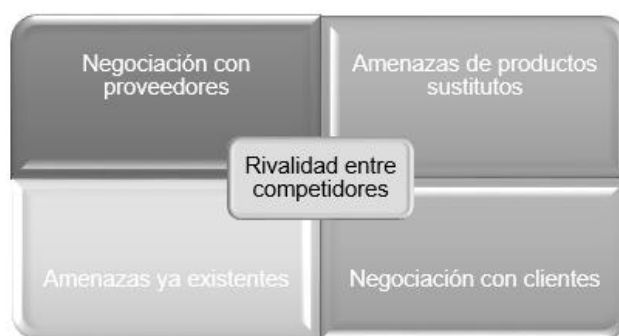 Negociación con
proveedores
Amenazas de productos
sustitutos
Rivalidad entre
competidores
Amenazas ya existentes
Negociación con clientes